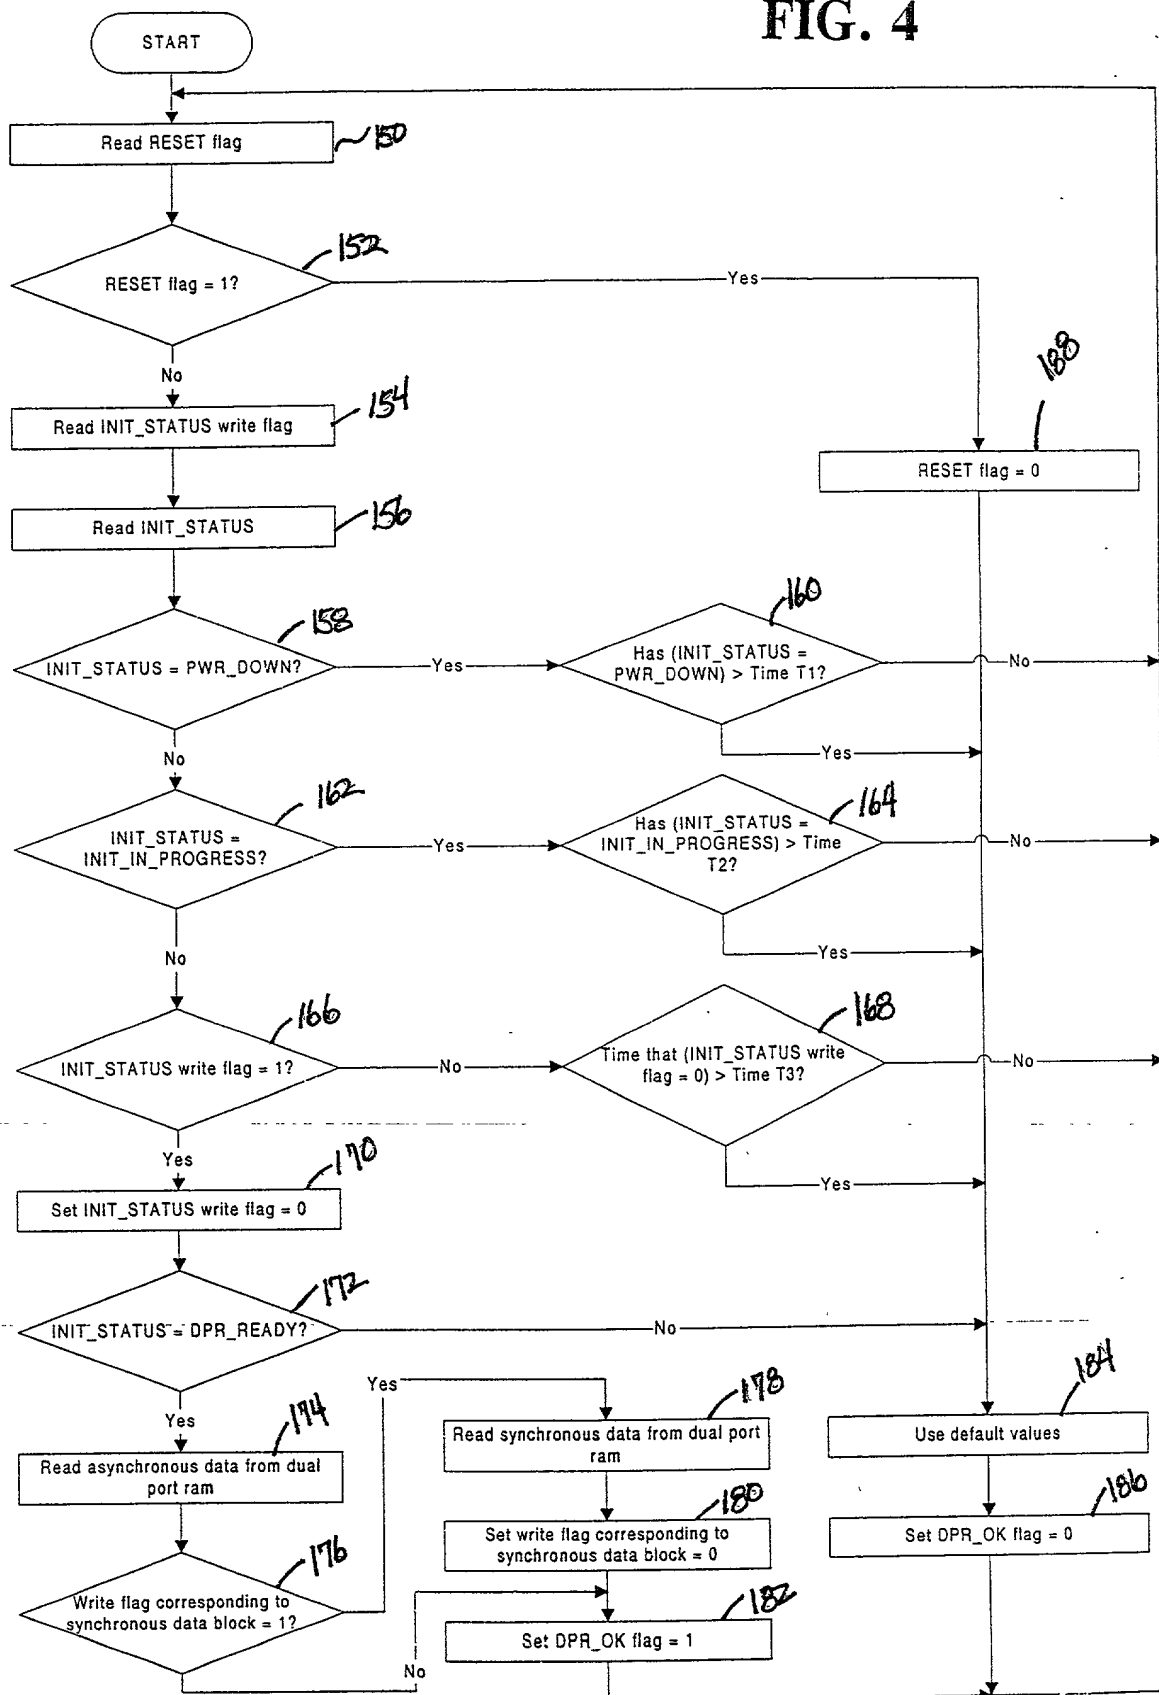 FIG. 4
START
Read RESET flag
150
RESET flag = 1?
152
Yes
No
188
RESET flag = 0
Read INIT_STATUS write flag
154
Read INIT_STATUS
156
INIT_STATUS = PWR_DOWN?
158
Yes
Has (INIT_STATUS =
PWR_DOWN) > Time T1?
160
No
Yes
No
INIT_STATUS =
INIT_IN_PROGRESS?
162
Yes
Has (INIT_STATUS =
INIT_IN_PROGRESS) > Time
T2?
164
No
Yes
No
INIT_STATUS write flag = 1?
166
No
Time that (INIT_STATUS write
flag = 0) > Time T3?
168
No
Yes
Yes
Set INIT_STATUS write flag = 0
170
INIT_STATUS = DPR_READY?
172
No
Yes
Read asynchronous data from dual
port ram
174
Write flag corresponding to
synchronous data block = 1?
176
Yes
No
Read synchronous data from dual port
ram
178
Set write flag corresponding to
synchronous data block = 0
180
Set DPR_OK flag = 1
182
Use default values
184
Set DPR_OK flag = 0
186